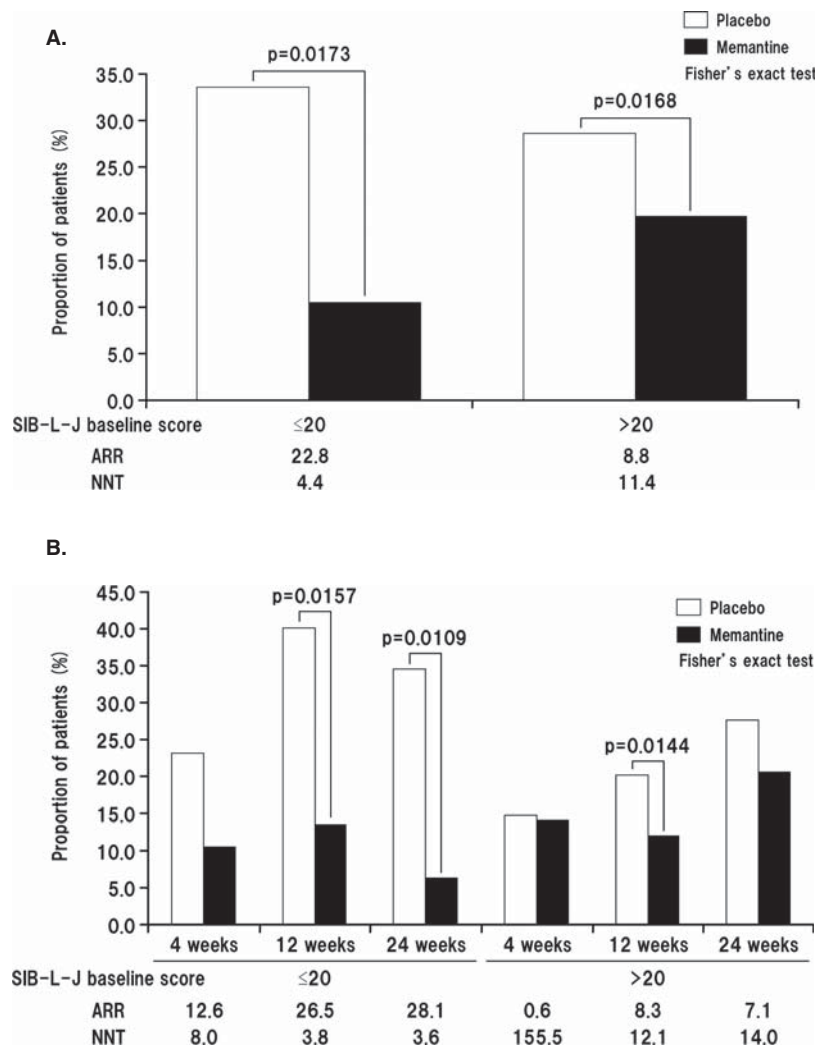 A.
Placebo
Memantine
Fisher's exact test
p=0.0173
p=0.0168
Proportion of patients (%)
35.0
30.0
25.0
20.0
15.0
10.0
5.0
0.0
SIB-L-J baseline score ≦20 >20
ARR 22.8 8.8
NNT 4.4 11.4
B.
Placebo
Memantine
Fisher's exact test
p=0.0157
p=0.0109
p=0.0144
Proportion of patients (%)
45.0
40.0
35.0
30.0
25.0
20.0
15.0
10.0
5.0
0.0
4 weeks 12 weeks 24 weeks 4 weeks 12 weeks 24 weeks
SIB-L-J baseline score ≦20 >20
ARR 12.6 26.5 28.1 0.6 8.3 7.1
NNT 8.0 3.8 3.6 155.5 12.1 14.0